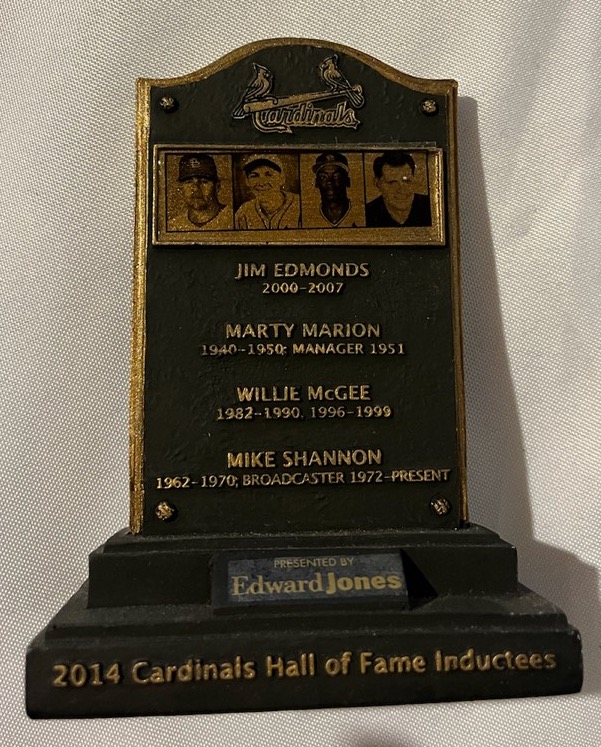 Cardinals
JIM EDMONDS
2000-2007
MARTY MARION
1940-1950; MANAGER 1951
WILLIE McGEE
1982-1990, 1996-1999
MIKE SHANNON
1962-1970; BROADCASTER 1972-PRESENT
PRESENTED BY
Edward Jones
2014 Cardinals Hall of Fame Inductees